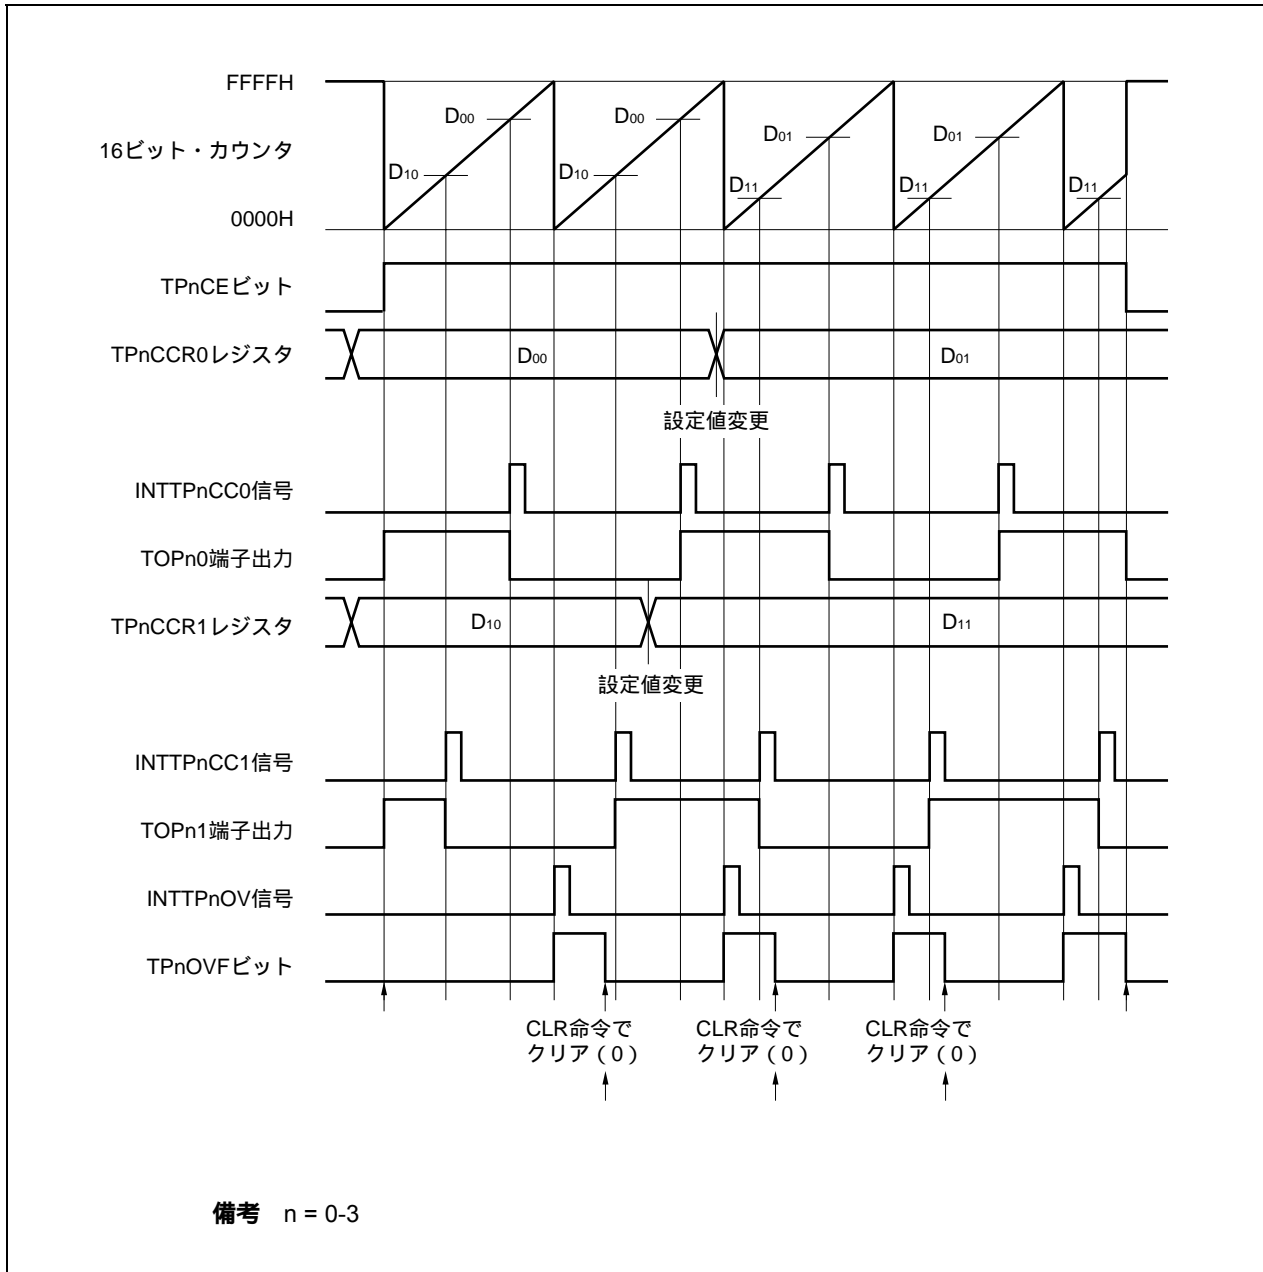 FFFFH
D00
D00
D01
D01
16ビット・カウンタ
D10
D10
D11
D11
D11
0000H
TPnCEビット
TPnCCR0レジスタ
D00
D01
設定値変更
INTTPnCC0信号
TOPn0端子出力
TPnCCR1レジスタ
D10
D11
設定値変更
INTTPnCC1信号
TOPn1端子出力
INTTPnOV信号
TPnOVFビット
CLR命令で
クリア(0)
CLR命令で
クリア(0)
CLR命令で
クリア(0)
備考 n = 0-3